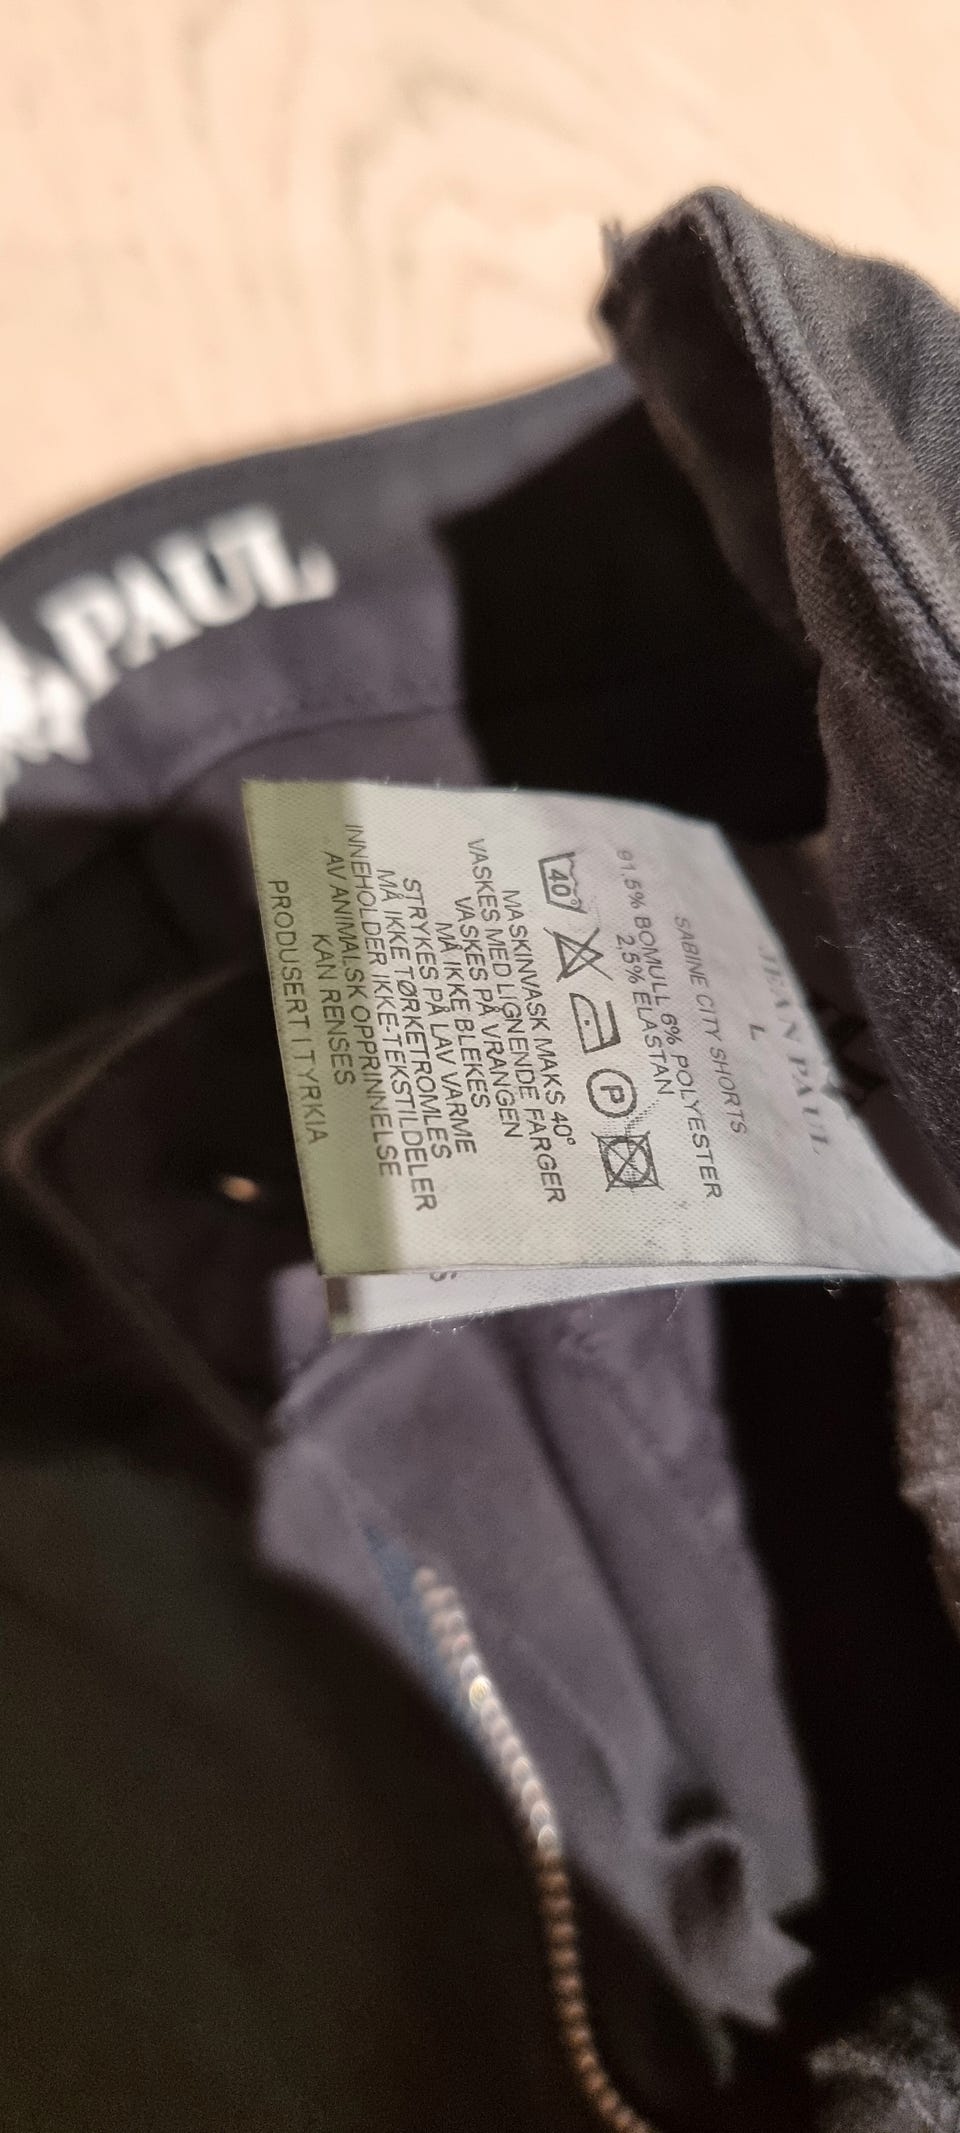 PAUL
JEAN PAUL
L
SABINE CITY SHORTS
91.5% BOMULL 6% POLYESTER
2,5% ELASTAN
40° P
MASKINVASK MAKS 40°
VASKES MED LIGNENDE FARGER
VASKES PÅ VRANGEN
MÅ IKKE BLEKES
STRYKES PÅ LAV VARME
MÅ IKKE TØRKETROMLES
INNEHOLDER IKKE-TEKSTILDELER
AV ANIMALSK OPPRINNELSE
KAN RENSES
PRODUSERT I TYRKIA